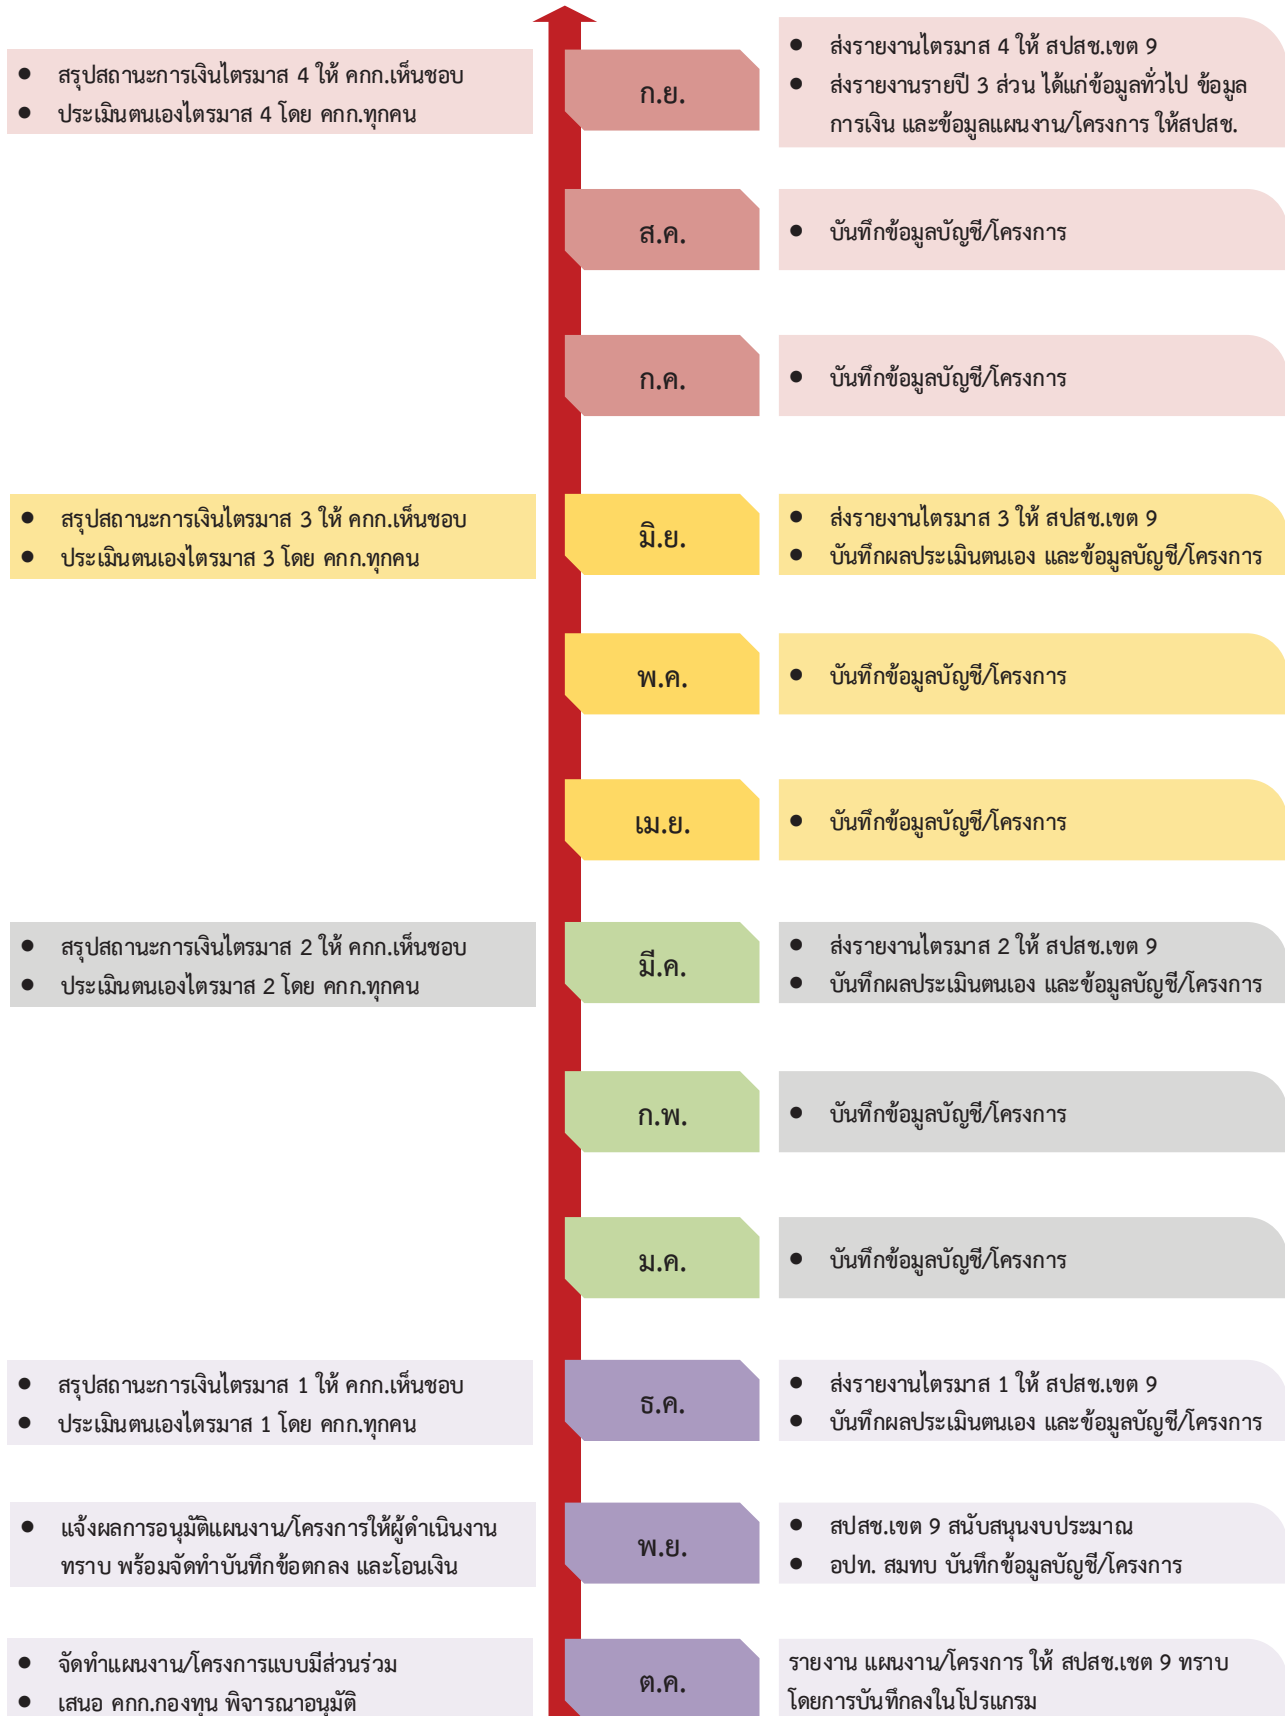 ● สรุปสถานะการเงินไตรมาส 4 ให้ คกก.เห็นชอบ
● ประเมินตนเองไตรมาส 4 โดย คกก.ทุกคน
ก.ย.
● ส่งรายงานไตรมาส 4 ให้ สปสช.เขต 9
● ส่งรายงานรายปี 3 ส่วน ได้แก่ข้อมูลทั่วไป ข้อมูล
การเงิน และข้อมูลแผนงาน/โครงการ ให้สปสช.
ส.ค.
● บันทึกข้อมูลบัญชี/โครงการ
ก.ค.
● บันทึกข้อมูลบัญชี/โครงการ
● สรุปสถานะการเงินไตรมาส 3 ให้ คกก.เห็นชอบ
● ประเมินตนเองไตรมาส 3 โดย คกก.ทุกคน
มิ.ย.
● ส่งรายงานไตรมาส 3 ให้ สปสช.เขต 9
● บันทึกผลประเมินตนเอง และข้อมูลบัญชี/โครงการ
พ.ค.
● บันทึกข้อมูลบัญชี/โครงการ
เม.ย.
● บันทึกข้อมูลบัญชี/โครงการ
● สรุปสถานะการเงินไตรมาส 2 ให้ คกก.เห็นชอบ
● ประเมินตนเองไตรมาส 2 โดย คกก.ทุกคน
มี.ค.
● ส่งรายงานไตรมาส 2 ให้ สปสช.เขต 9
● บันทึกผลประเมินตนเอง และข้อมูลบัญชี/โครงการ
ก.พ.
● บันทึกข้อมูลบัญชี/โครงการ
ม.ค.
● บันทึกข้อมูลบัญชี/โครงการ
● สรุปสถานะการเงินไตรมาส 1 ให้ คกก.เห็นชอบ
● ประเมินตนเองไตรมาส 1 โดย คกก.ทุกคน
ธ.ค.
● ส่งรายงานไตรมาส 1 ให้ สปสช.เขต 9
● บันทึกผลประเมินตนเอง และข้อมูลบัญชี/โครงการ
● แจ้งผลการอนุมัติแผนงาน/โครงการให้ผู้ดำเนินงาน
ทราบ พร้อมจัดทำบันทึกข้อตกลง และโอนเงิน
พ.ย.
● สปสช.เขต 9 สนับสนุนงบประมาณ
● อปท. สมทบ บันทึกข้อมูลบัญชี/โครงการ
● จัดทำแผนงาน/โครงการแบบมีส่วนร่วม
● เสนอ คกก.กองทุน พิจารณาอนุมัติ
ต.ค.
รายงาน แผนงาน/โครงการ ให้ สปสช.เชต 9 ทราบ
โดยการบันทึกลงในโปรแกรม